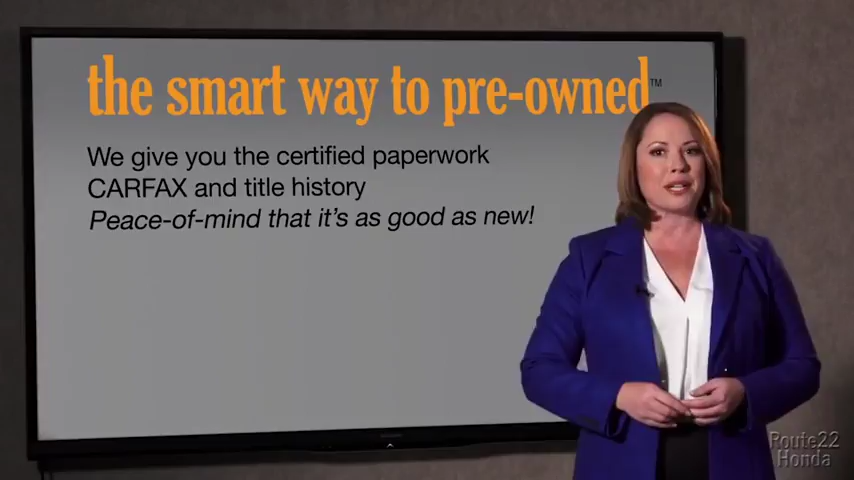 the smart way to pre-owned™
We give you the certified paperwork
CARFAX and title history
Peace-of-mind that it's as good as new!
Route22
Honda